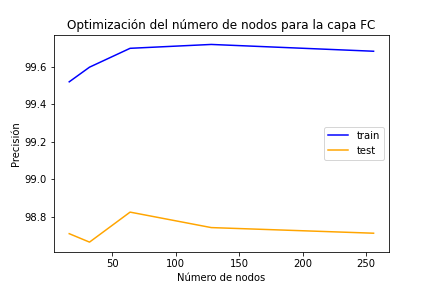 Optimización del número de nodos para la capa FC
Precisión
99.6
99.4
99.2
99.0
98.8
train
test
50
100
150
200
250
Número de nodos